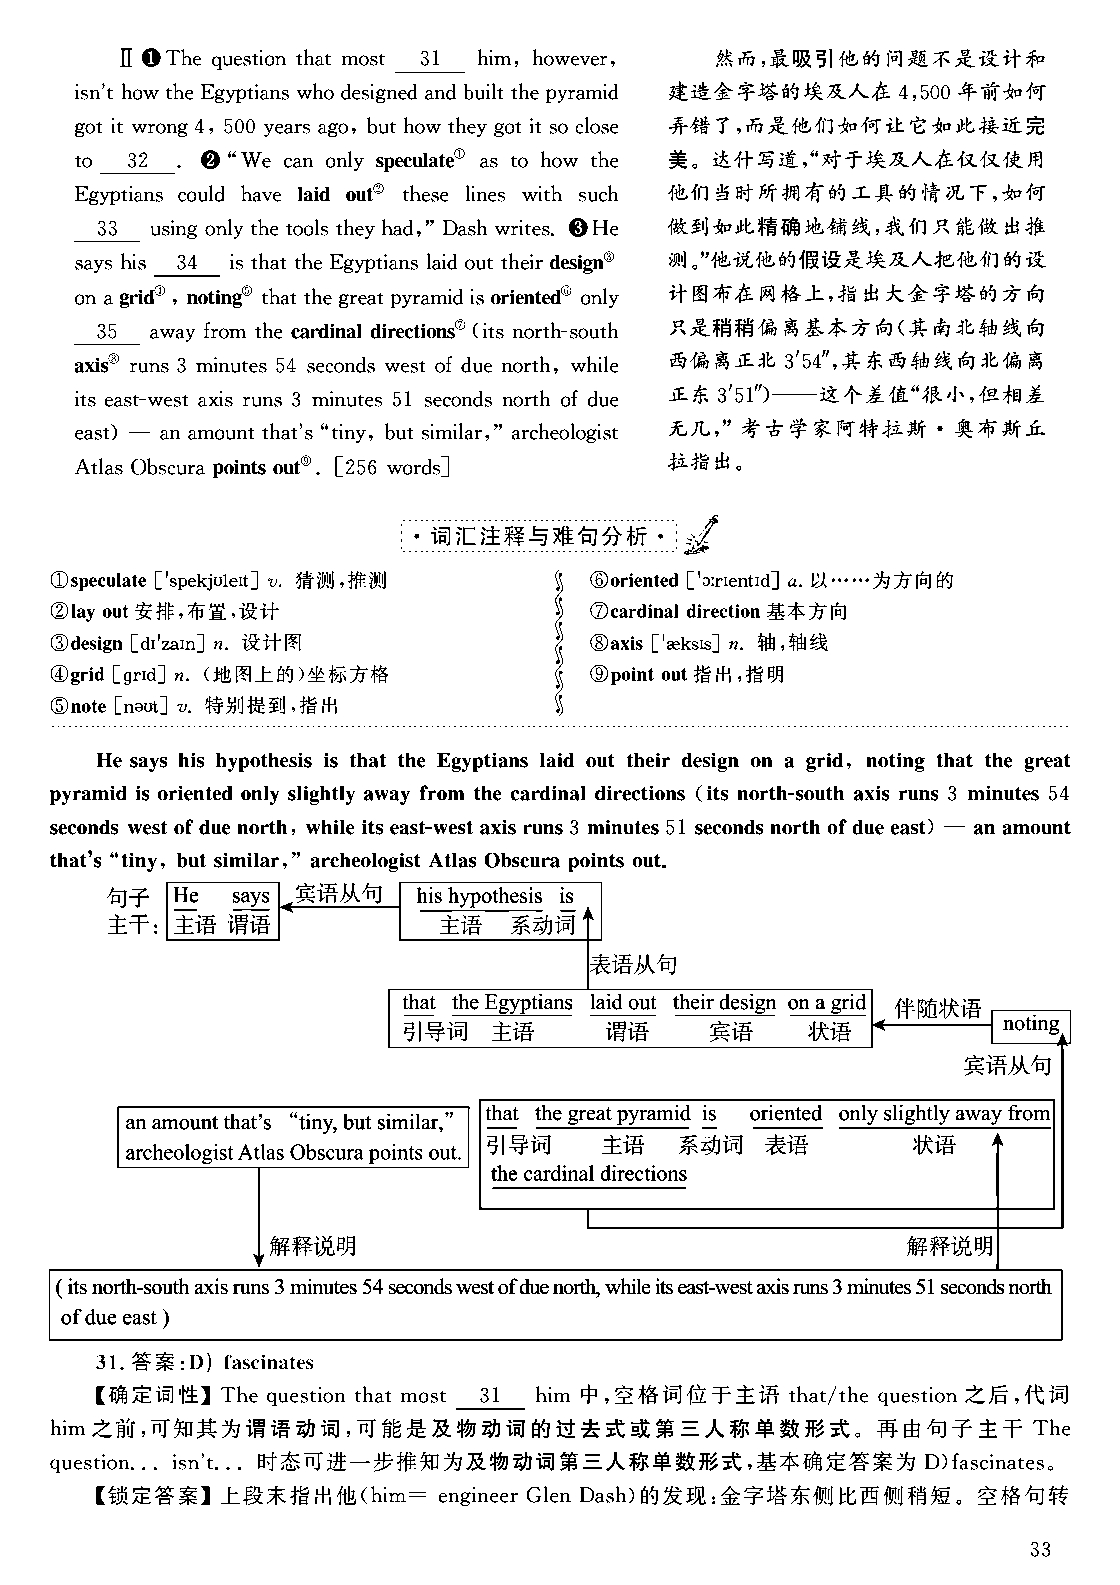 Ⅱ ❶ The question that most 31 him, however,
isn't how the Egyptians who designed and built the pyramid
got it wrong 4, 500 years ago, but how they got it so close
to 32 . ❷ “We can only speculate① as to how the
Egyptians could have laid out② these lines with such
33 using only the tools they had,” Dash writes. ❸ He
says his 34 is that the Egyptians laid out their design③
on a grid④, noting⑤ that the great pyramid is oriented⑥ only
35 away from the cardinal directions⑦ (its north-south
axis⑧ runs 3 minutes 54 seconds west of due north, while
its east-west axis runs 3 minutes 51 seconds north of due
east) — an amount that's “tiny, but similar,” archeologist
Atlas Obscura points out⑨. [256 words]
然而,最吸引他的问题不是设计和
建造金字塔的埃及人在 4,500 年前如何
弄错了,而是他们如何让它如此接近完
美。达什写道,“对于埃及人在仅仅使用
他们当时所拥有的工具的情况下,如何
做到如此精确地铺线,我们只能做出推
测。”他说他的假设是埃及人把他们的设
计图布在网格上,指出大金字塔的方向
只是稍稍偏离基本方向(其南北轴线向
西偏离正北 3′54″,其东西轴线向北偏离
正东 3′51″)——这个差值“很小,但相差
无几,”考古学家阿特拉斯·奥布斯丘
拉指出。
·词汇注释与难句分析·
①speculate [ˈspekjʊleɪt] v. 猜测,推测
②lay out 安排,布置,设计
③design [dɪˈzaɪn] n. 设计图
④grid [ɡrɪd] n. (地图上的)坐标方格
⑤note [nəʊt] v. 特别提到,指出
⑥oriented [ˈɔːrɪentɪd] a. 以……为方向的
⑦cardinal direction 基本方向
⑧axis [ˈæksɪs] n. 轴,轴线
⑨point out 指出,指明
He says his hypothesis is that the Egyptians laid out their design on a grid, noting that the great
pyramid is oriented only slightly away from the cardinal directions (its north-south axis runs 3 minutes 54
seconds west of due north, while its east-west axis runs 3 minutes 51 seconds north of due east) — an amount
that's “tiny, but similar,” archeologist Atlas Obscura points out.
句子 He says 宾语从句 his hypothesis is
主干: 主语 谓语 主语 系动词
表语从句
that the Egyptians laid out their design on a grid 伴随状语
引导词 主语 谓语 宾语 状语 noting
宾语从句
an amount that's “tiny, but similar,”
archeologist Atlas Obscura points out.
that the great pyramid is oriented only slightly away from
引导词 主语 系动词 表语 状语
the cardinal directions
解释说明 解释说明
( its north-south axis runs 3 minutes 54 seconds west of due north, while its east-west axis runs 3 minutes 51 seconds north
of due east )
31. 答案:D) fascinates
【确定词性】The question that most 31 him 中,空格词位于主语 that/the question 之后,代词
him 之前,可知其为谓语动词,可能是及物动词的过去式或第三人称单数形式。再由句子主干 The
question... isn't... 时态可进一步推知为及物动词第三人称单数形式,基本确定答案为 D)fascinates。
【锁定答案】上段末指出他(him= engineer Glen Dash)的发现:金字塔东侧比西侧稍短。空格句转
33